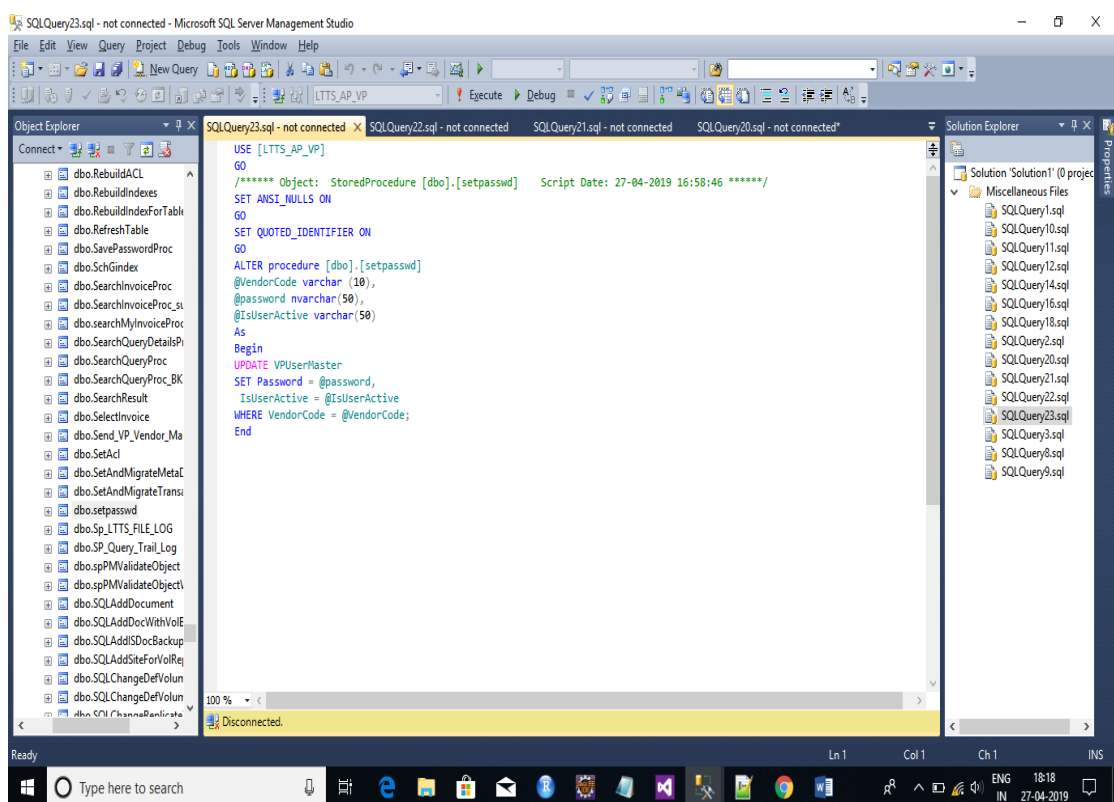 SQLQuery23.sql - not connected - Microsoft SQL Server Management Studio
File Edit View Query Project Debug Tools Window Help
New Query
LTTS_AP_VP Execute Debug
Object Explorer
Connect
dbo.RebuildACL
dbo.RebuildIndexes
dbo.RebuildIndexForTable
dbo.RefreshTable
dbo.SavePasswordProc
dbo.SchGindex
dbo.SearchInvoiceProc
dbo.SearchInvoiceProc_su
dbo.searchMyInvoiceProc
dbo.SearchQueryDetailsPr
dbo.SearchQueryProc
dbo.SearchQueryProc_BK
dbo.SearchResult
dbo.SelectInvoice
dbo.Send_VP_Vendor_Ma
dbo.SetAcl
dbo.SetAndMigrateMetaD
dbo.SetAndMigrateTransa
dbo.setpasswd
dbo.Sp_LTTS_FILE_LOG
dbo.SP_Query_Trail_Log
dbo.spPMValidateObject
dbo.spPMValidateObjectV
dbo.SQLAddDocument
dbo.SQLAddDocWithVolE
dbo.SQLAddISDocBackup
dbo.SQLAddSiteForVolRep
dbo.SQLChangeDefVolum
dbo.SQLChangeDefVolum
dbo.SQLChangeReplicate
SQLQuery23.sql - not connected X SQLQuery22.sql - not connected SQLQuery21.sql - not connected SQLQuery20.sql - not connected*
USE [LTTS_AP_VP]
GO
/****** Object: StoredProcedure [dbo].[setpasswd] Script Date: 27-04-2019 16:58:46 ******/
SET ANSI_NULLS ON
GO
SET QUOTED_IDENTIFIER ON
GO
ALTER procedure [dbo].[setpasswd]
@VendorCode varchar (10),
@password nvarchar(50),
@IsUserActive varchar(50)
As
Begin
UPDATE VPUserMaster
SET Password = @password,
IsUserActive = @IsUserActive
WHERE VendorCode = @VendorCode;
End
100 %
Disconnected.
Solution Explorer
Solution 'Solution1' (0 projec
Miscellaneous Files
SQLQuery1.sql
SQLQuery10.sql
SQLQuery11.sql
SQLQuery12.sql
SQLQuery14.sql
SQLQuery16.sql
SQLQuery18.sql
SQLQuery2.sql
SQLQuery20.sql
SQLQuery21.sql
SQLQuery22.sql
SQLQuery23.sql
SQLQuery3.sql
SQLQuery8.sql
SQLQuery9.sql
Properties
Ready Ln 1 Col 1 Ch 1 INS
Type here to search
ENG
IN
18:18
27-04-2019